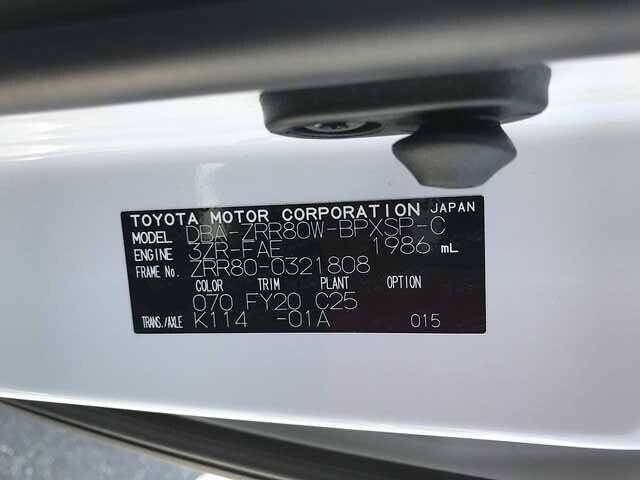 TOYOTA MOTOR CORPORATION JAPAN
MODEL DBA-ZRR80W-BPXSP-C
ENGINE 3ZR-FAE 1986 mL
FRAME No. ZRR80-0321808
COLOR TRIM PLANT OPTION
070 FY20 C25
TRANS./AXLE K114 -01A 015